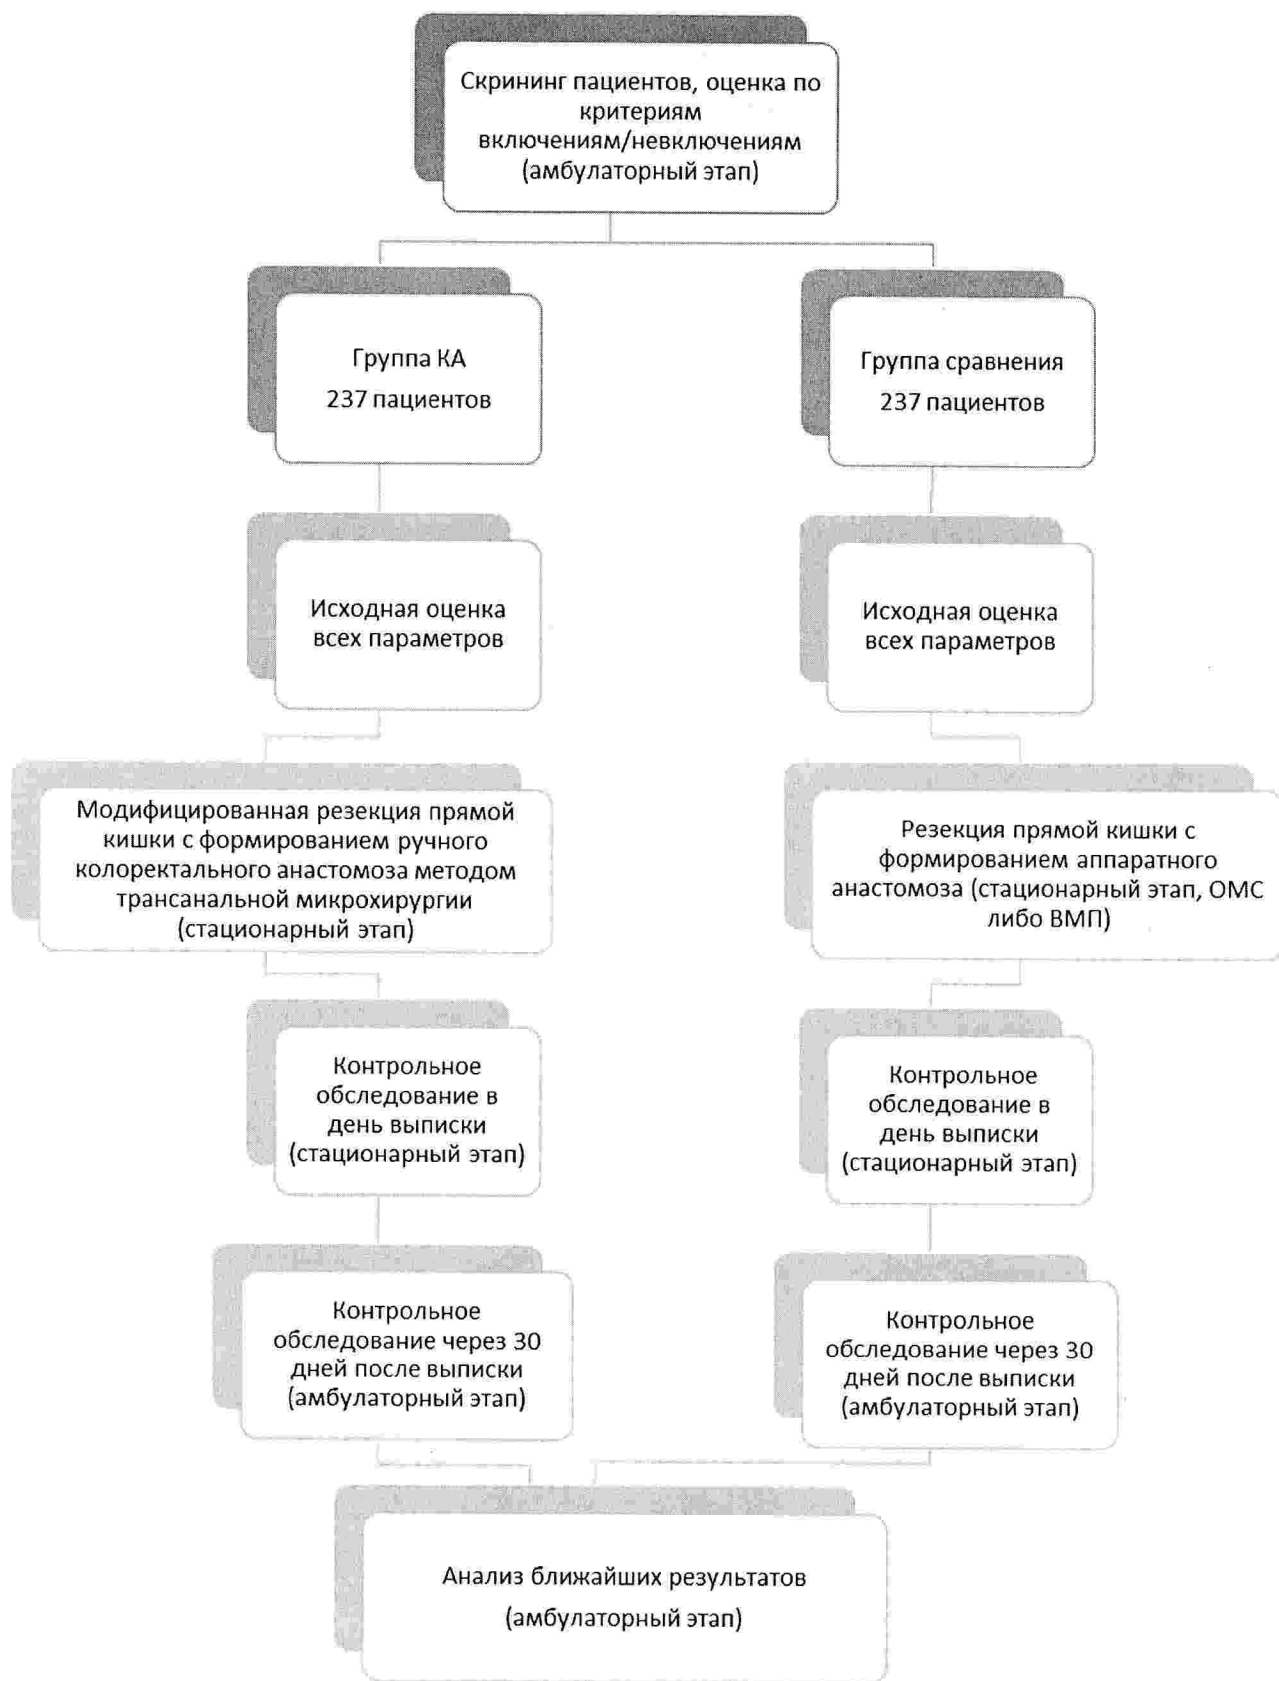 Скрининг пациентов, оценка по
критериям
включениям/невключениям
(амбулаторный этап)
Группа КА
237 пациентов
Группа сравнения
237 пациентов
Исходная оценка
всех параметров
Исходная оценка
всех параметров
Модифицированная резекция прямой
кишки с формированием ручного
колоректального анастомоза методом
трансанальной микрохирургии
(стационарный этап)
Резекция прямой кишки с
формированием аппаратного
анастомоза (стационарный этап, ОМС
либо ВМП)
Контрольное
обследование в
день выписки
(стационарный этап)
Контрольное
обследование в
день выписки
(стационарный этап)
Контрольное
обследование через 30
дней после выписки
(амбулаторный этап)
Контрольное
обследование через 30
дней после выписки
(амбулаторный этап)
Анализ ближайших результатов
(амбулаторный этап)